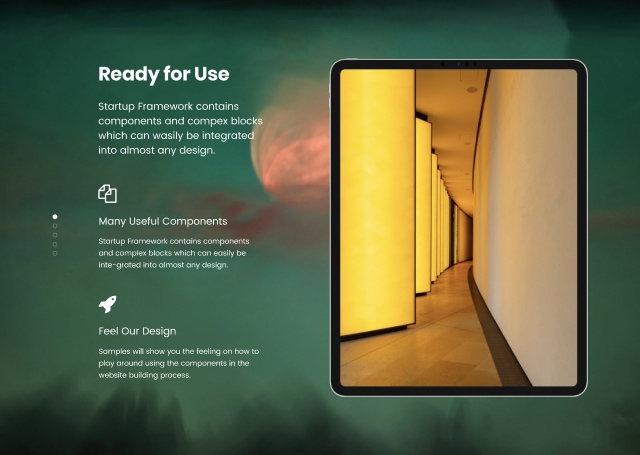 Ready for Use
Startup Framework contains
components and compex blocks
which can wasily be integrated
into almost any design.
Many Useful Components
Startup Framework contains components
and complex blocks which can easily be
inte-grated into almost any design.
Feel Our Design
Samples will show you the feeling on how to
play around using the components in the
website building process.